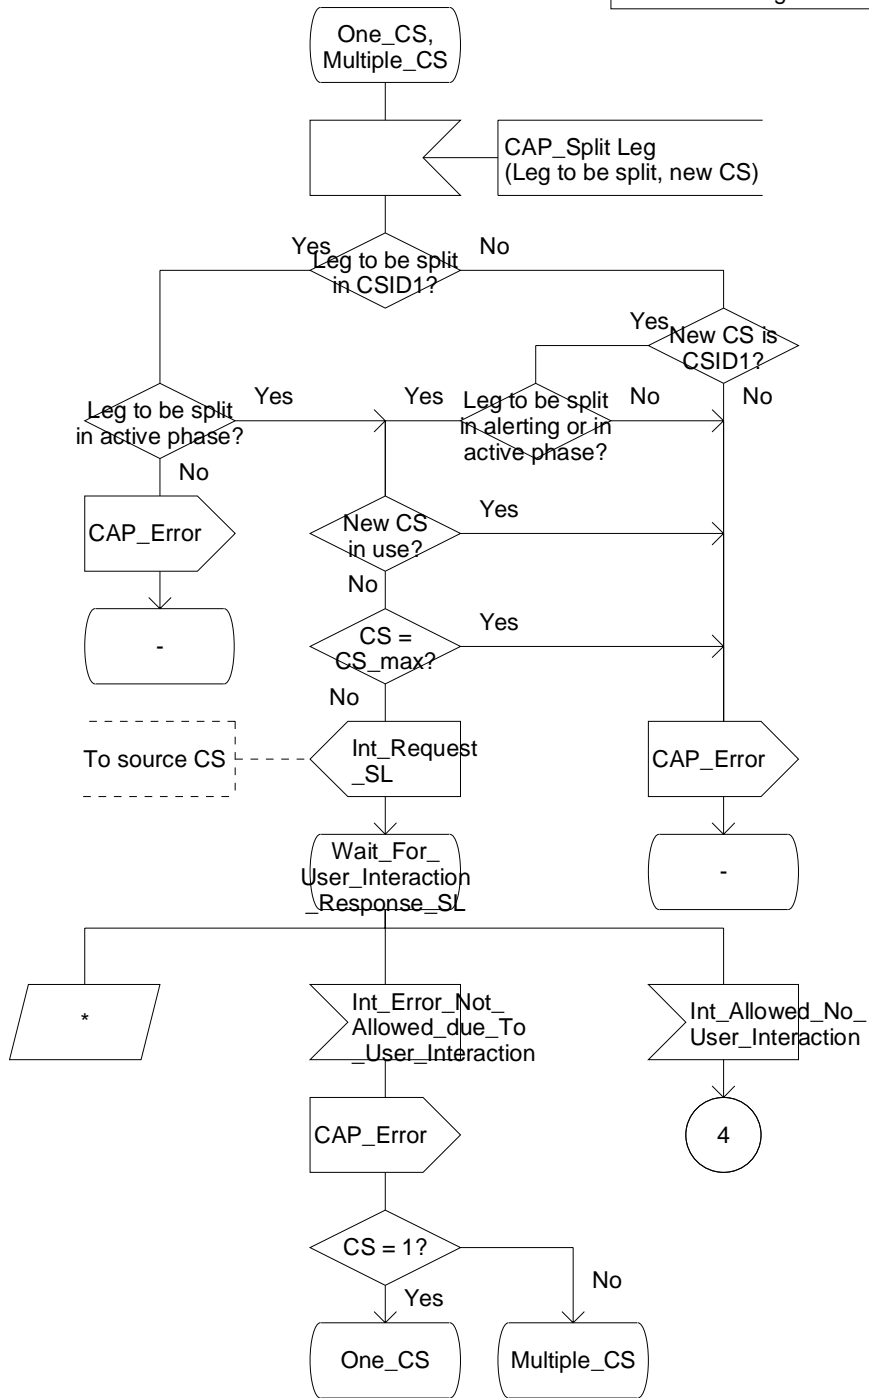 One_CS,
Multiple_CS
CAP_Split Leg
(Leg to be split, new CS)
Yes
Leg to be split
in CSID1?
No
Yes
New CS is
CSID1?
Leg to be split
in active phase?
Yes
Yes
Leg to be split
in alerting or in
active phase?
No
No
No
CAP_Error
New CS
in use?
Yes
No
-
CS =
CS_max?
Yes
No
To source CS
Int_Request
_SL
CAP_Error
Wait_For_
User_Interaction
_Response_SL
-
*
Int_Error_Not_
Allowed_due_To
_User_Interaction
Int_Allowed_No_
User_Interaction
CAP_Error
4
CS = 1?
No
Yes
One_CS
Multiple_CS